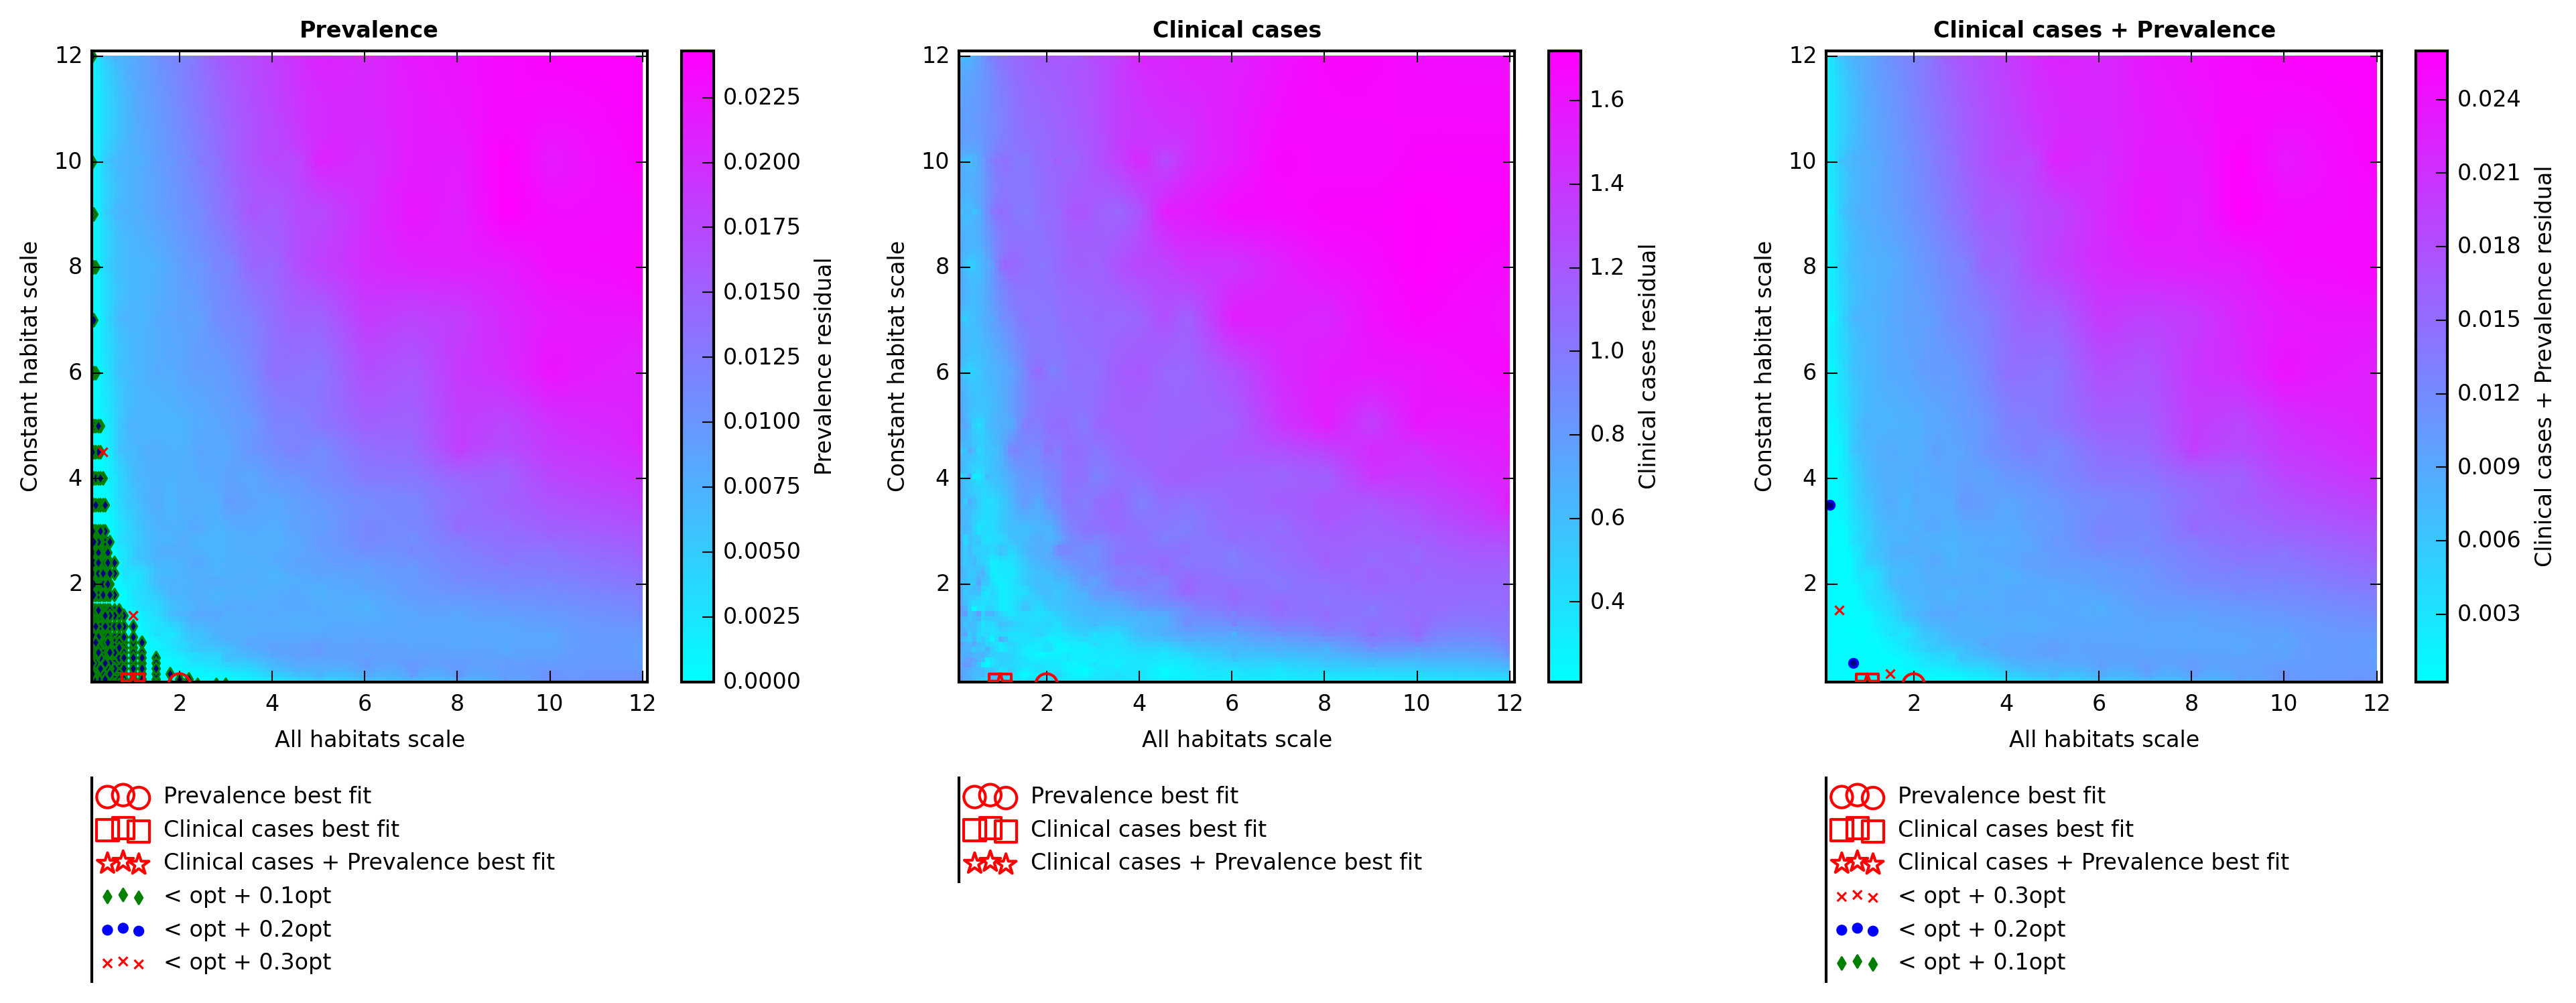 Prevalence
Clinical cases
Clinical cases + Prevalence
12
10
8
6
4
2
Constant habitat scale
2
4
6
8
10
12
All habitats scale
0.0225
0.0200
0.0175
0.0150
0.0125
0.0100
0.0075
0.0050
0.0025
0.0000
Prevalence residual
12
10
8
6
4
2
Constant habitat scale
2
4
6
8
10
12
All habitats scale
1.6
1.4
1.2
1.0
0.8
0.6
0.4
Clinical cases residual
12
10
8
6
4
2
Constant habitat scale
2
4
6
8
10
12
All habitats scale
0.024
0.021
0.018
0.015
0.012
0.009
0.006
0.003
Clinical cases + Prevalence residual
Prevalence best fit
Clinical cases best fit
Clinical cases + Prevalence best fit
< opt + 0.1opt
< opt + 0.2opt
< opt + 0.3opt
Prevalence best fit
Clinical cases best fit
Clinical cases + Prevalence best fit
Prevalence best fit
Clinical cases best fit
Clinical cases + Prevalence best fit
< opt + 0.3opt
< opt + 0.2opt
< opt + 0.1opt